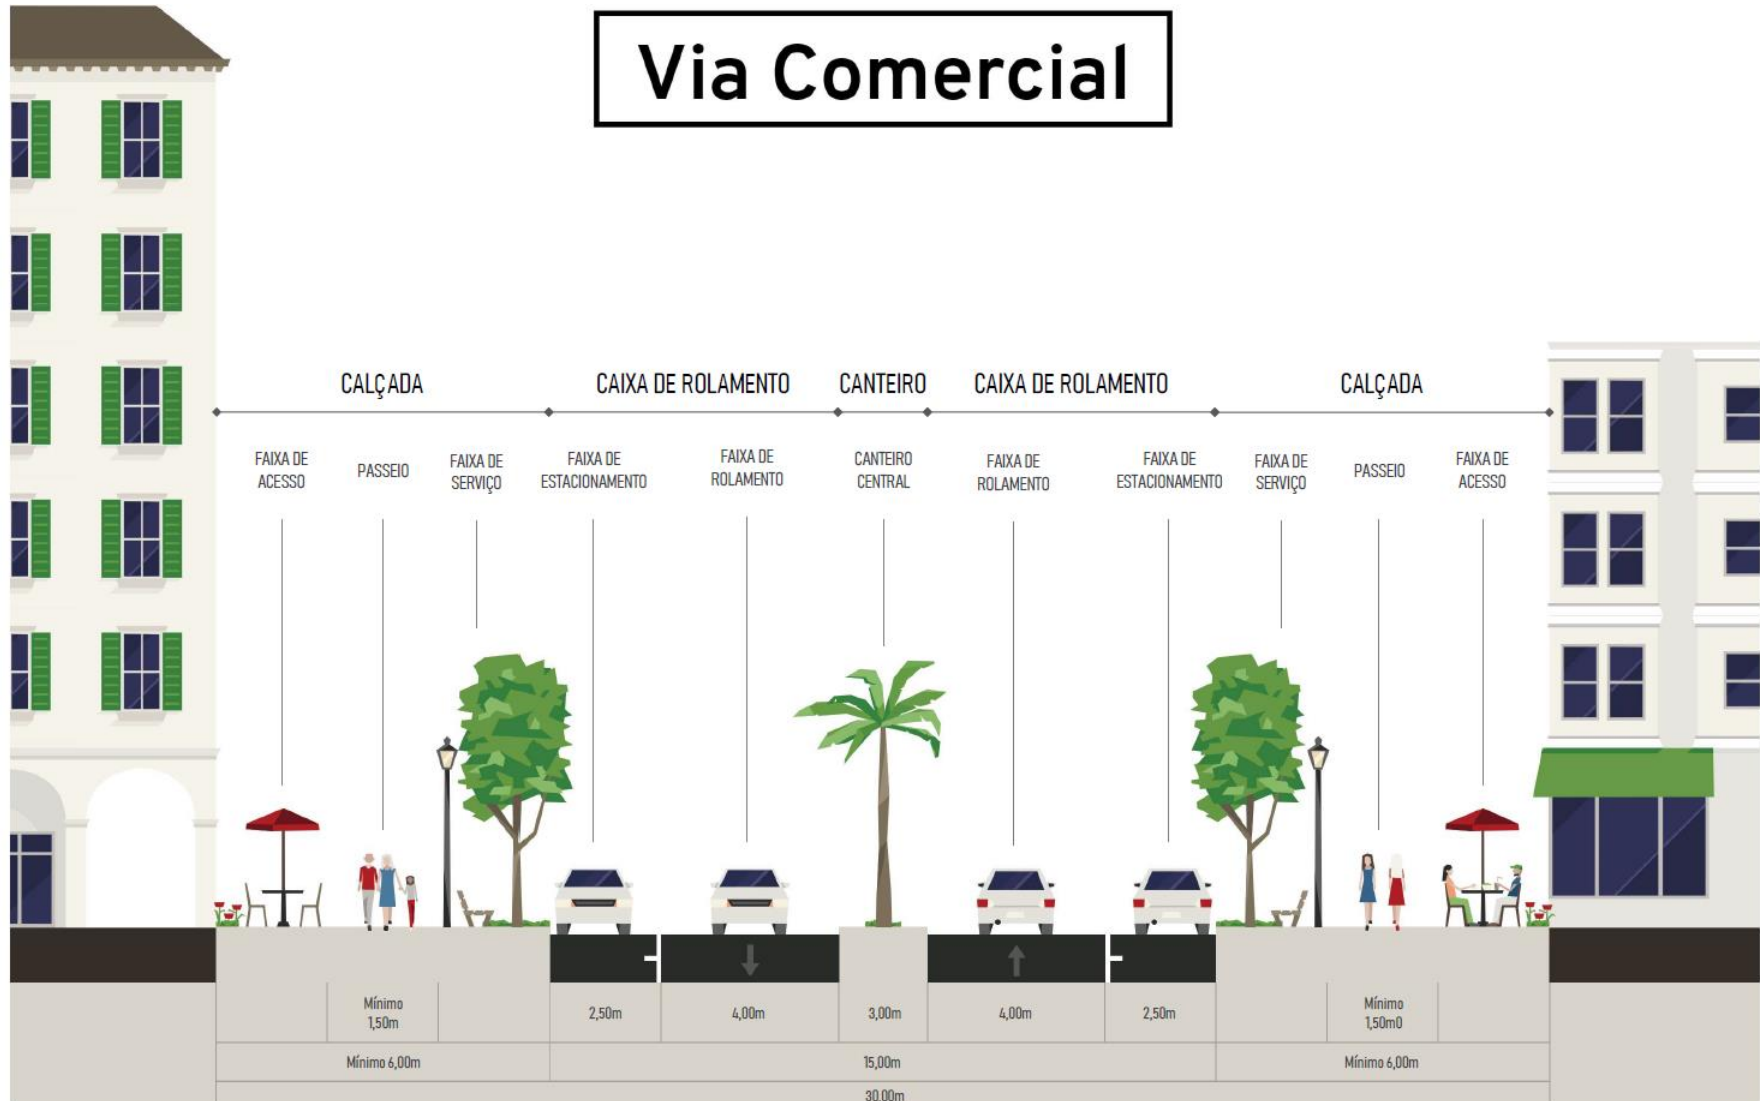 Via Comercial
CALÇADA
CAIXA DE ROLAMENTO
CANTEIRO
CAIXA DE ROLAMENTO
CALÇADA
FAIXA DE
ACESSO
PASSEIO
FAIXA DE
SERVIÇO
FAIXA DE
ESTACIONAMENTO
FAIXA DE
ROLAMENTO
CANTEIRO
CENTRAL
FAIXA DE
ROLAMENTO
FAIXA DE
ESTACIONAMENTO
FAIXA DE
SERVIÇO
PASSEIO
FAIXA DE
ACESSO
Mínimo
1,50m
2,50m
4,00m
3,00m
4,00m
2,50m
Mínimo
1,50m0
Mínimo 6,00m
15,00m
Mínimo 6,00m
30,00m